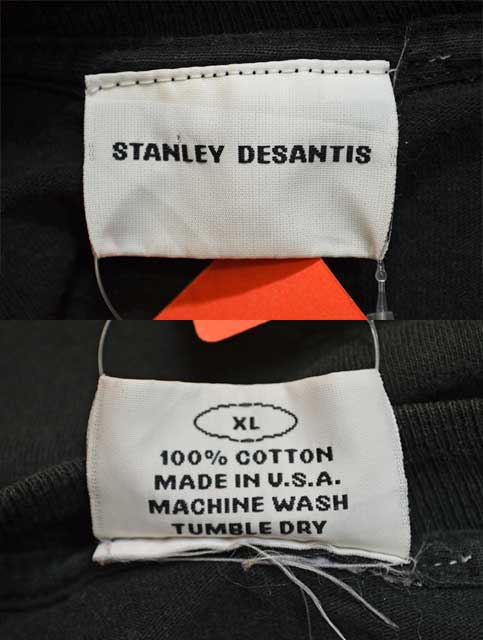 STANLEY DESANTIS
XL
100% COTTON
MADE IN U.S.A.
MACHINE WASH
TUMBLE DRY